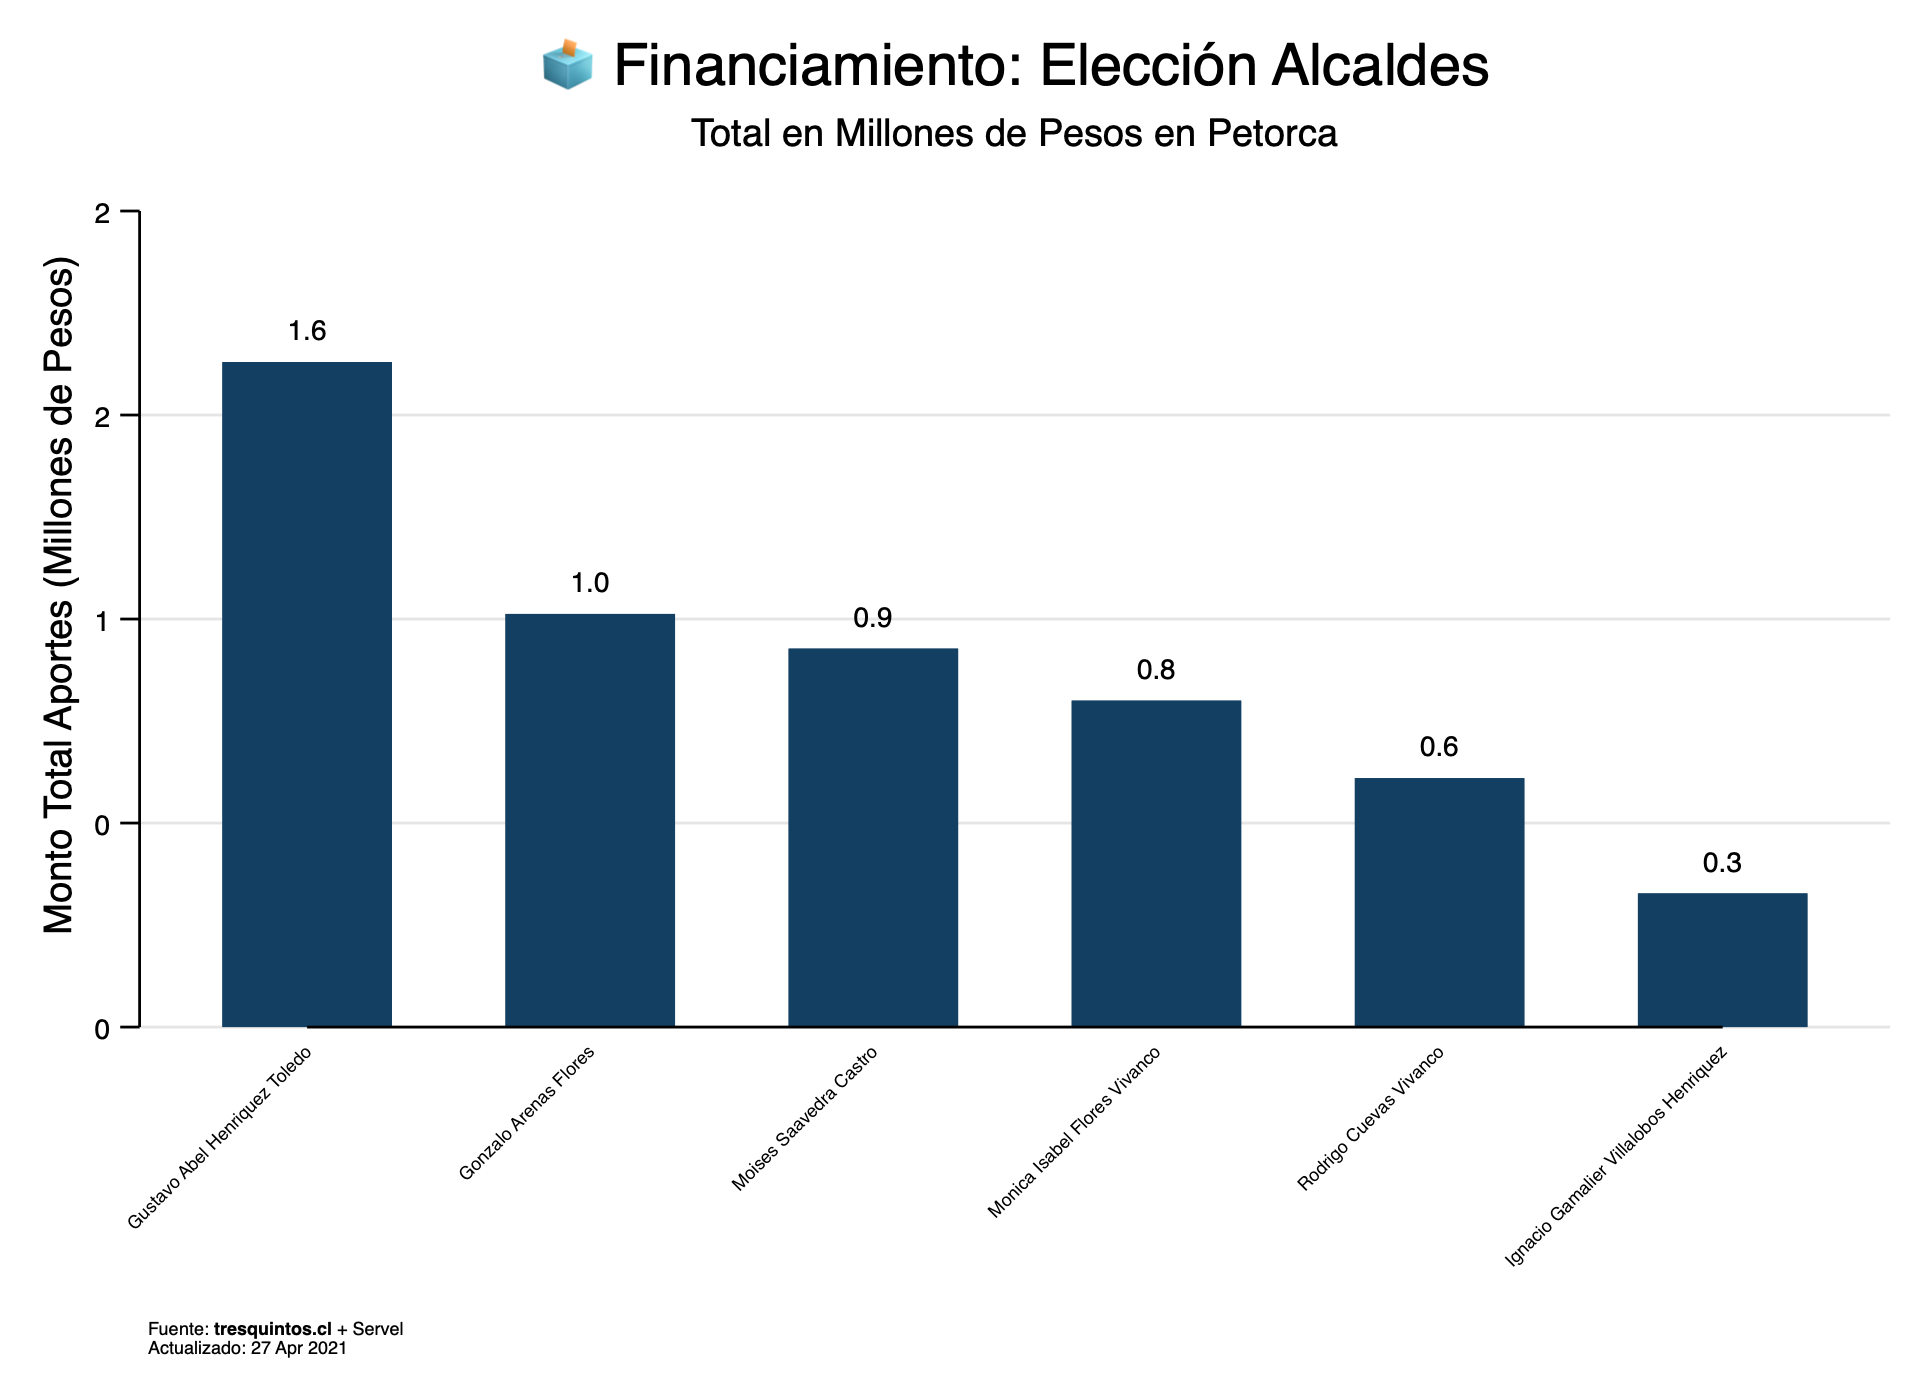 Financiamiento: Elección Alcaldes
Total en Millones de Pesos en Petorca
Monto Total Aportes (Millones de Pesos)
2
2
1
0
0
1.6
1.0
0.9
0.8
0.6
0.3
Gustavo Abel Henriquez Toledo
Gonzalo Arenas Flores
Moises Saavedra Castro
Monica Isabel Flores Vivanco
Rodrigo Cuevas Vivanco
Ignacio Gamalier Villalobos Henriquez
Fuente: tresquintos.cl + Servel
Actualizado: 27 Apr 2021